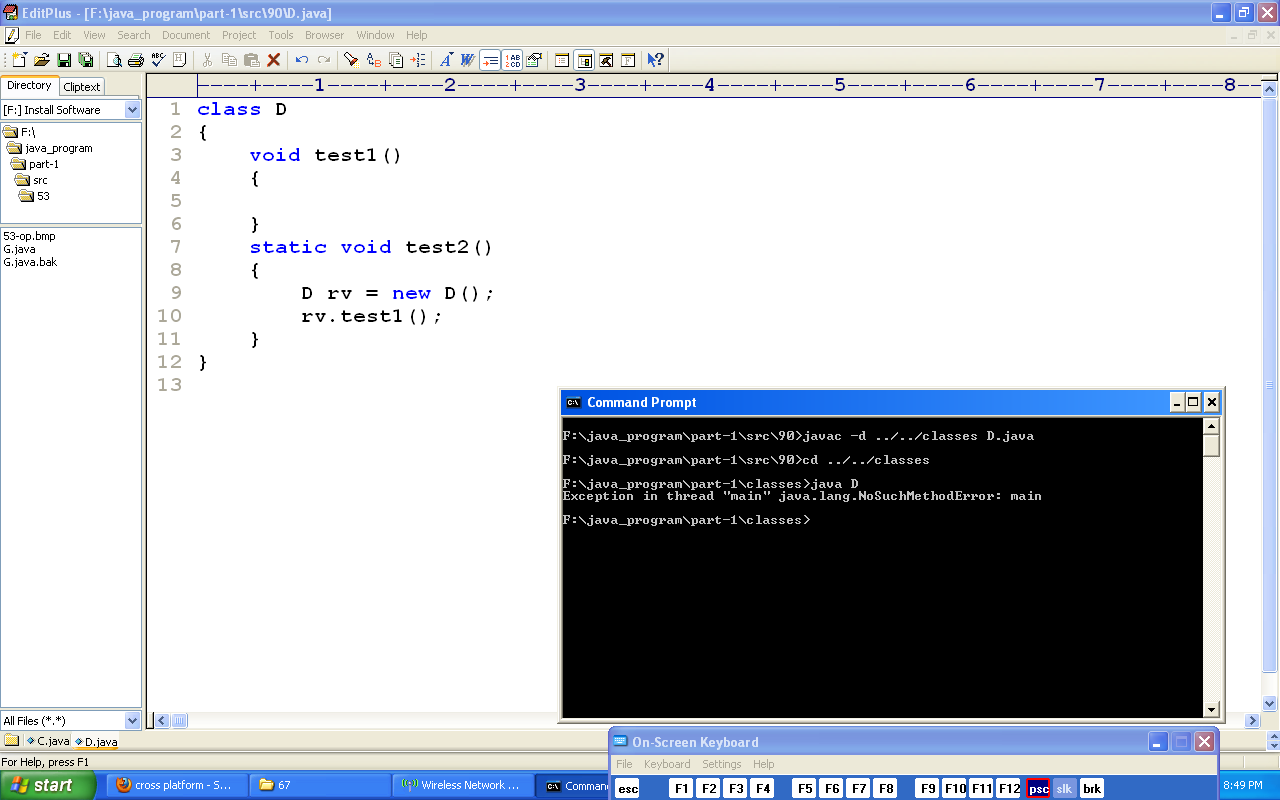 EditPlus - [F:\java_program\part-1\src\90\D.java]
File Edit View Search Document Project Tools Browser Window Help
Directory Cliptext
[F:] Install Software
F:\
java_program
part-1
src
53
53-op.bmp
G.java
G.java.bak
All Files (*.*)
----+----1----+----2----+----3----+----4----+----5----+----6----+----7----+----8--
1 class D
2 {
3 void test1()
4 {
5
6 }
7 static void test2()
8 {
9 D rv = new D();
10 rv.test1();
11 }
12 }
13
Command Prompt
F:\java_program\part-1\src\90>javac -d ../../classes D.java
F:\java_program\part-1\src\90>cd ../../classes
F:\java_program\part-1\classes>java D
Exception in thread "main" java.lang.NoSuchMethodError: main
F:\java_program\part-1\classes>
C.java D.java
For Help, press F1
On-Screen Keyboard
File Keyboard Settings Help
esc F1 F2 F3 F4 F5 F6 F7 F8 F9 F10 F11 F12 psc slk brk
start cross platform - S... 67 Wireless Network ... Comman 8:49 PM